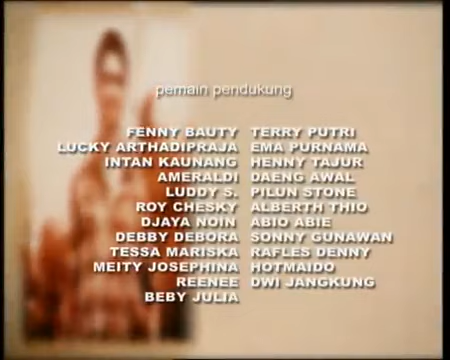 pemain pendukung
FENNY BAUTY TERRY PUTRI
LUCKY ARTHADIPRAJA EMA PURNAMA
INTAN KAUNANG HENNY TAJUR
AMERALDI DAENG AWAL
LUDDY S. PILUN STONE
ROY CHESKY ALBERTH THIO
DJAYA NOIN ABIO ABIE
DEBBY DEBORA SONNY GUNAWAN
TESSA MARISKA RAFLES DENNY
MEITY JOSEPHINA HOTMAIDO
REENEE DWI JANGKUNG
BEBY JULIA